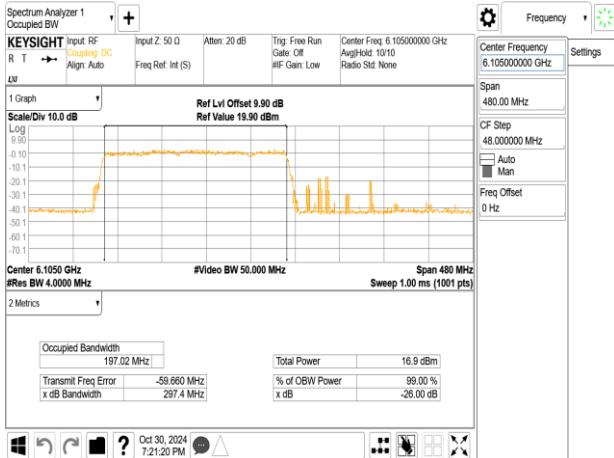 Spectrum Analyzer 1
Occupied BW
+
Frequency
KEYSIGHT
R T
LXI
Input: RF
Coupling: DC
Align: Auto
Input Z: 50 Ω
Freq Ref: Int (S)
Atten: 20 dB
Trig: Free Run
Gate: Off
#IF Gain: Low
Center Freq: 6.105000000 GHz
Avg|Hold: 10/10
Radio Std: None
Center Frequency
6.105000000 GHz
Settings
Span
480.00 MHz
CF Step
48.000000 MHz
Auto
Man
Freq Offset
0 Hz
1 Graph
Scale/Div 10.0 dB
Ref Lvl Offset 9.90 dB
Ref Value 19.90 dBm
Log
9.90
-0.10
-10.1
-20.1
-30.1
-40.1
-50.1
-60.1
-70.1
Center 6.1050 GHz
#Video BW 50.000 MHz
Span 480 MHz
#Res BW 4.0000 MHz
Sweep 1.00 ms (1001 pts)
2 Metrics
Occupied Bandwidth
197.02 MHz
Total Power 16.9 dBm
Transmit Freq Error -59.660 MHz
% of OBW Power 99.00 %
x dB Bandwidth 297.4 MHz
x dB -26.00 dB
?
Oct 30, 2024
7:21:20 PM